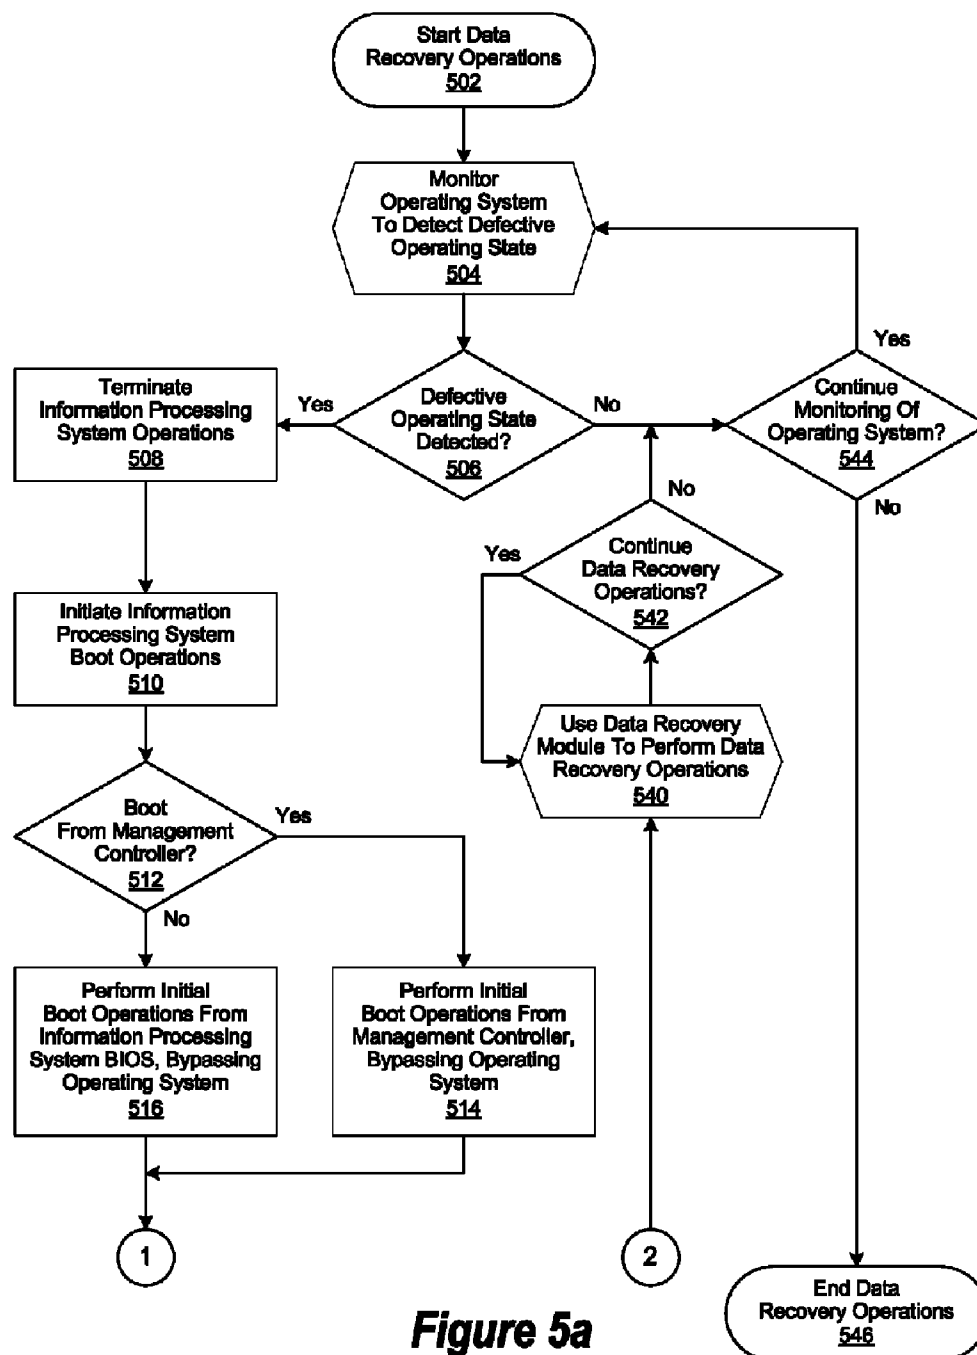 Start Data
Recovery Operations
502
Monitor
Operating System
To Detect Defective
Operating State
504
Yes
Terminate
Information Processing
System Operations
508
Yes
Defective
Operating State
Detected?
506
No
Continue
Monitoring Of
Operating System?
544
No
No
Yes
Continue
Data Recovery
Operations?
542
Initiate Information
Processing System
Boot Operations
510
Use Data Recovery
Module To Perform Data
Recovery Operations
540
Boot
From Management
Controller?
512
Yes
No
Perform Initial
Boot Operations From
Information Processing
System BIOS, Bypassing
Operating System
516
Perform Initial
Boot Operations From
Management Controller,
Bypassing Operating
System
514
1
2
End Data
Recovery Operations
546
Figure 5a